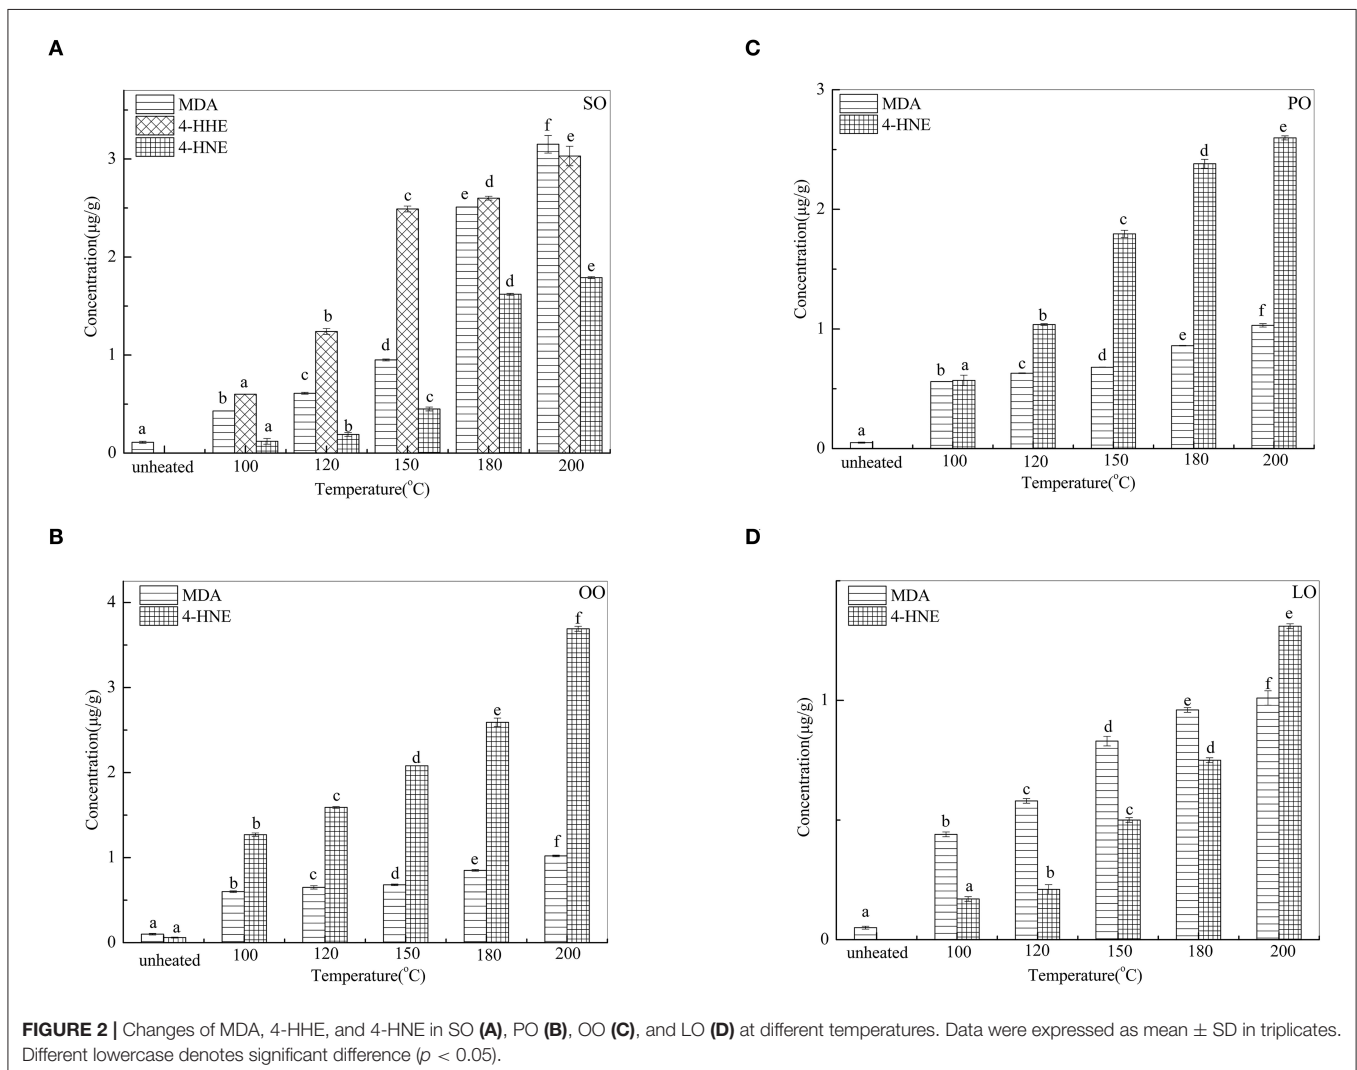 A
SO
MDA
4-HHE
4-HNE
Concentration(μg/g)
3
2
1
0
a
b
a
a
c
b
b
d
c
c
e
d
d
f
e
e
unheated
100
120
150
180
200
Temperature(°C)
C
PO
MDA
4-HNE
Concentration(μg/g)
3
2
1
0
a
b
a
c
b
d
c
e
d
f
e
unheated
100
120
150
180
200
Temperature(°C)
B
OO
MDA
4-HNE
Concentration(μg/g)
4
3
2
1
0
a
a
b
b
c
c
d
d
e
e
f
f
unheated
100
120
150
180
200
Temperature(°C)
D
LO
MDA
4-HNE
Concentration(μg/g)
1
0
a
b
a
c
b
d
c
e
d
f
e
unheated
100
120
150
180
200
Temperature(°C)
FIGURE 2 | Changes of MDA, 4-HHE, and 4-HNE in SO (A), PO (B), OO (C), and LO (D) at different temperatures. Data were expressed as mean ± SD in triplicates.
Different lowercase denotes significant difference (p < 0.05).